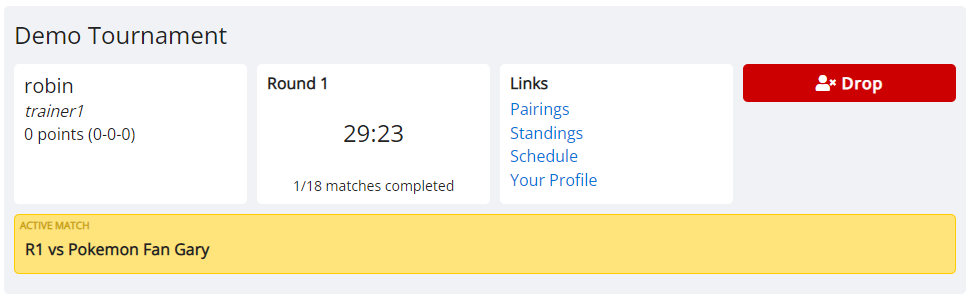 Demo Tournament
robin
trainer1
0 points (0-0-0)
Round 1
29:23
1/18 matches completed
Links
Pairings
Standings
Schedule
Your Profile
Drop
ACTIVE MATCH
R1 vs Pokemon Fan Gary